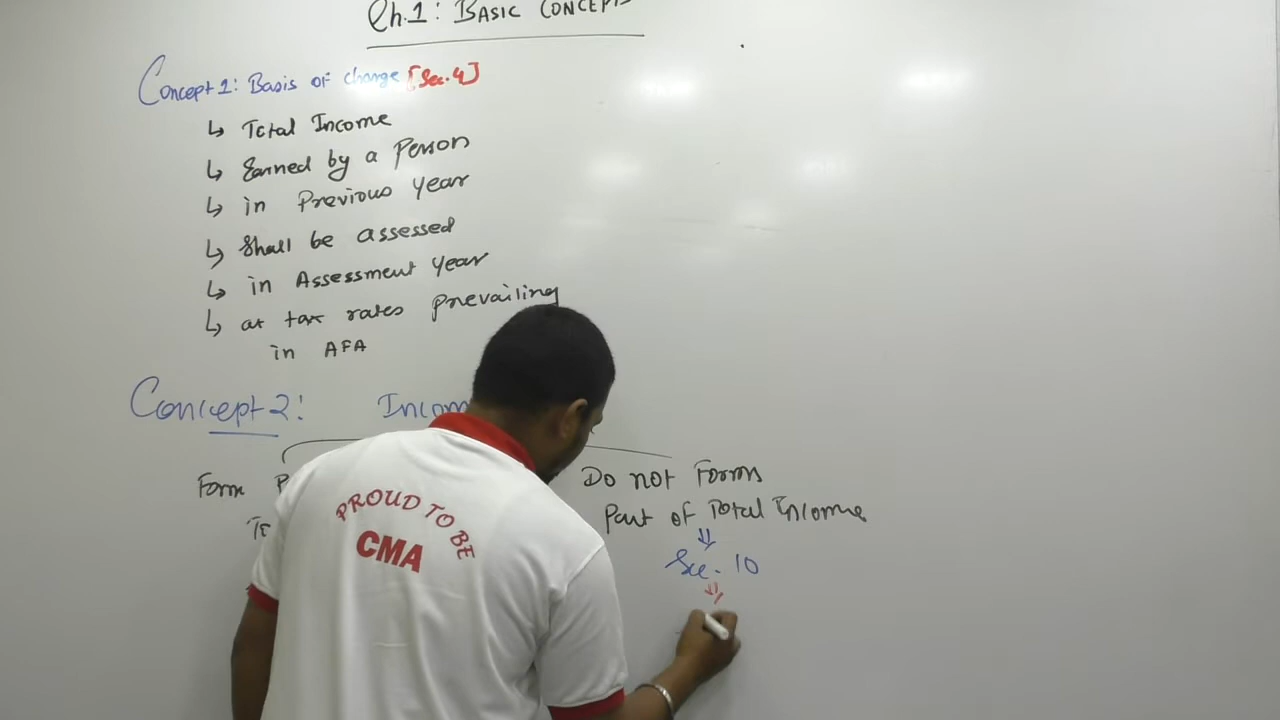 Ch.1: BASIC CONCEPTS
Concept 1: Basis of charge [Sec.4]
↳ Total Income
↳ Earned by a Person
↳ in Previous Year
↳ Shall be assessed
↳ in Assessment Year
↳ at tax rates prevailing
in AFA
Concept 2: Incom
Form P Do not Forms
Part of Total Income
Sec. 10
PROUD TO BE
CMA